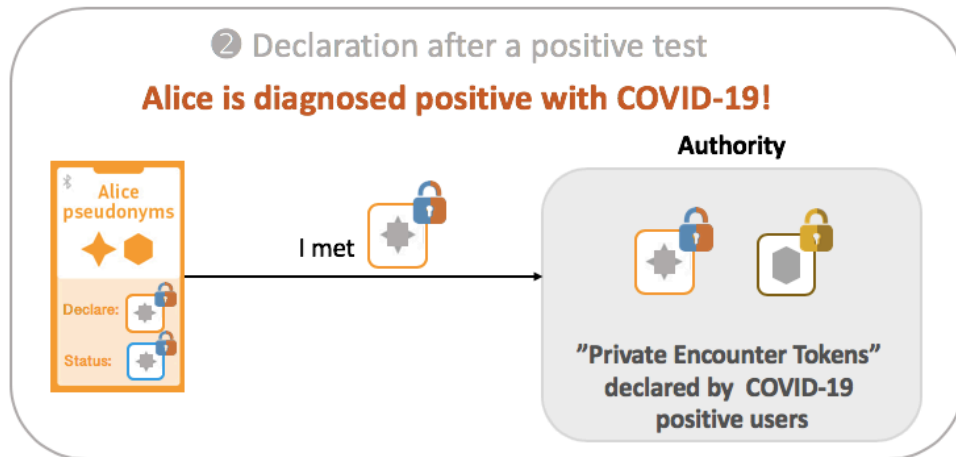 ❷ Declaration after a positive test
Alice is diagnosed positive with COVID-19!
Authority
Alice
pseudonyms
I met
Declare:
Status:
”Private Encounter Tokens”
declared by COVID-19
positive users